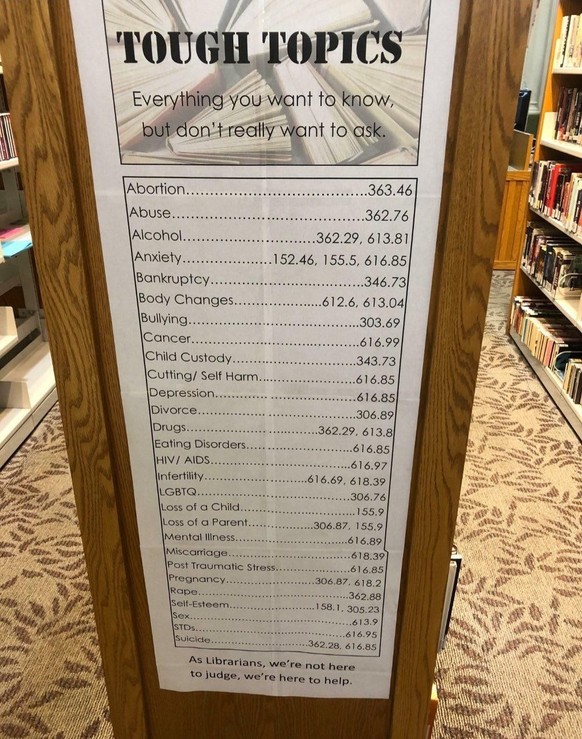 TOUGH TOPICS
Everything you want to know,
but don't really want to ask.
Abortion..........363.46
Abuse..........362.76
Alcohol..........362.29, 613.81
Anxiety..........152.46, 155.5, 616.85
Bankruptcy..........346.73
Body Changes..........612.6, 613.04
Bullying..........303.69
Cancer..........616.99
Child Custody..........343.73
Cutting/ Self Harm..........616.85
Depression..........616.85
Divorce..........306.89
Drugs..........362.29, 613.8
Eating Disorders..........616.85
HIV/ AIDS..........616.97
Infertility..........616.69, 618.39
LGBTQ..........306.76
Loss of a Child..........155.9
Loss of a Parent..........306.87, 155.9
Mental Illness..........616.89
Miscarriage..........618.39
Post Traumatic Stress..........616.85
Pregnancy..........306.87, 618.2
Rape..........362.88
Self-Esteem..........158.1, 305.23
Sex..........613.9
STDs..........616.95
Suicide..........362.28, 616.85
As Librarians, we're not here
to judge, we're here to help.